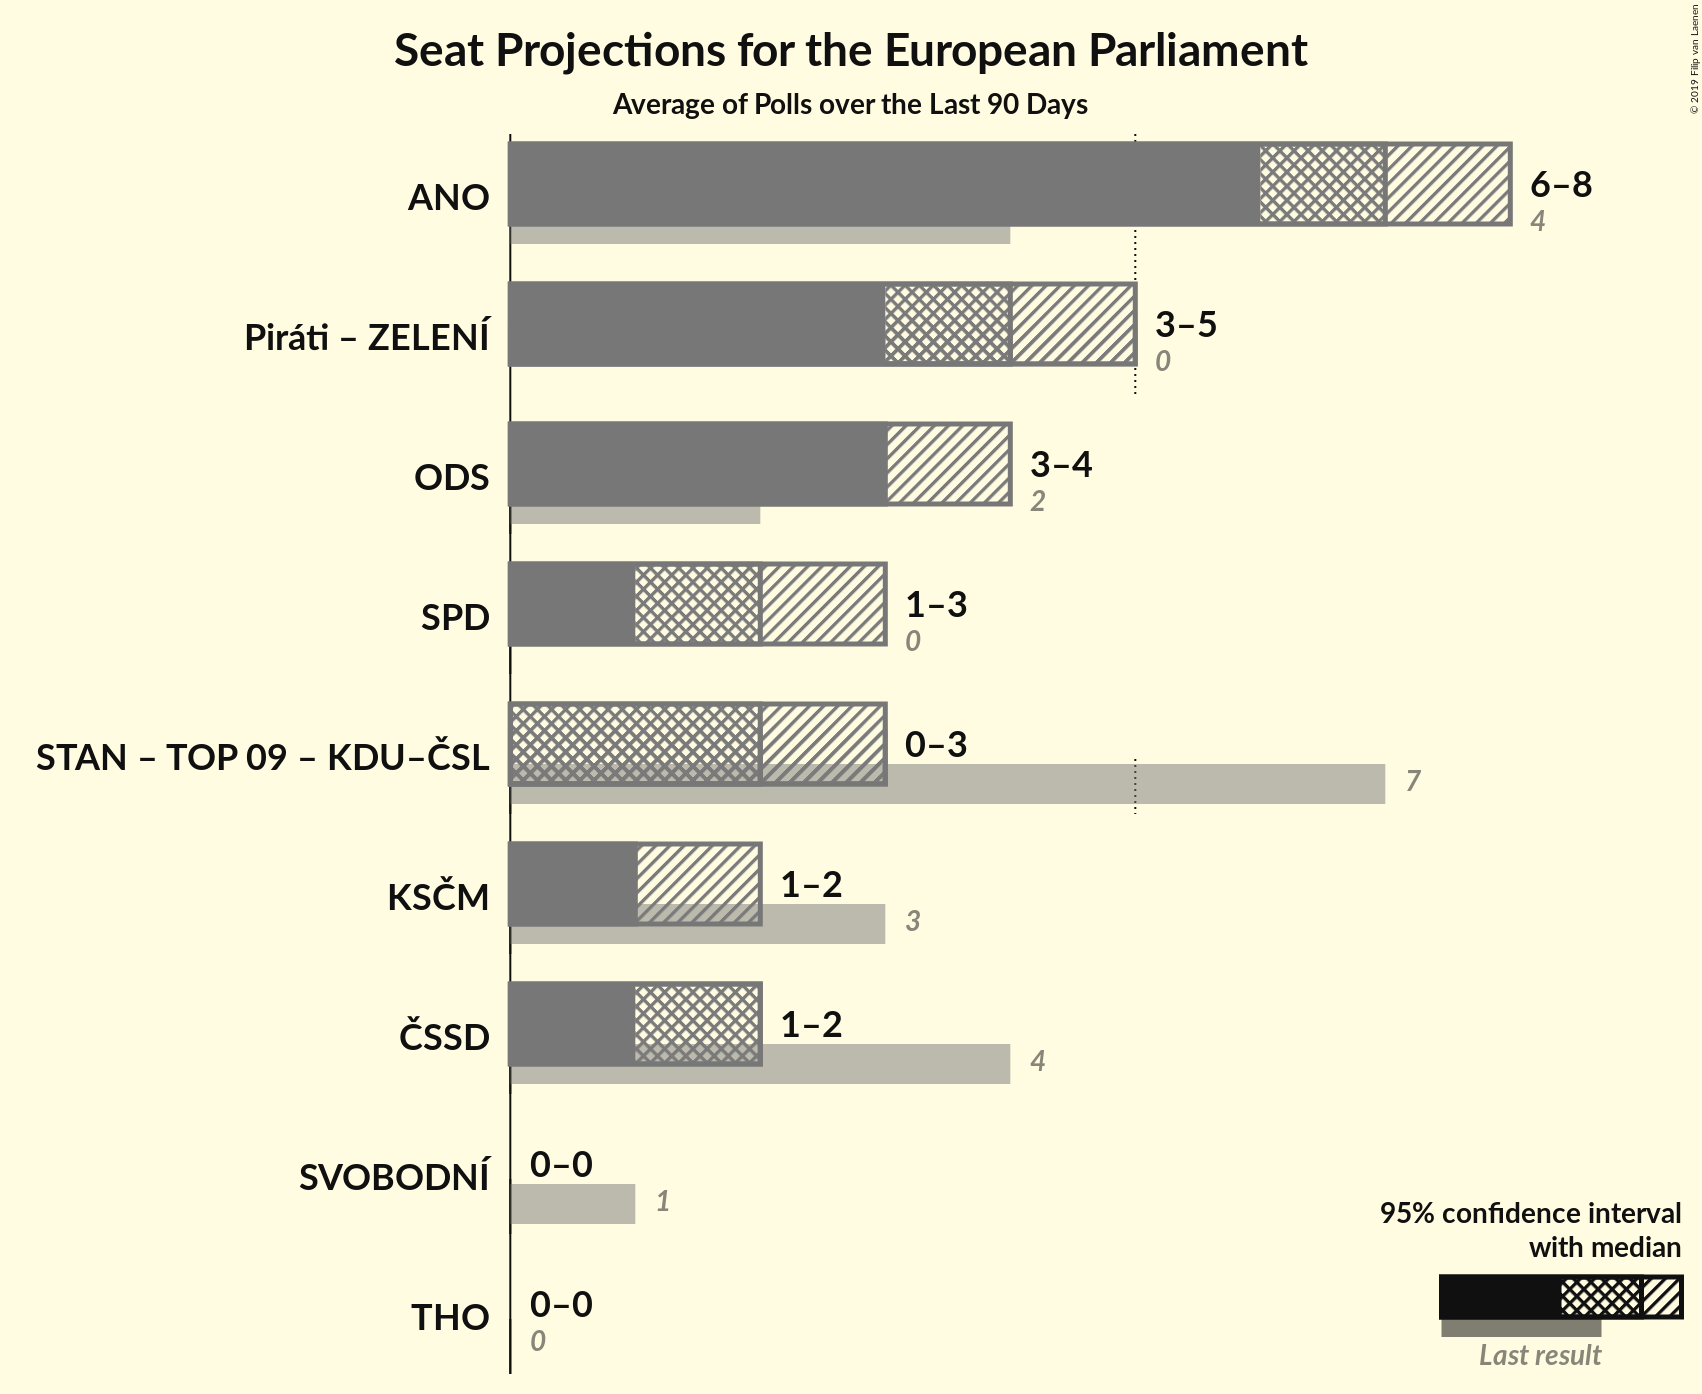 Seat Projections for the European Parliament
Average of Polls over the Last 90 Days
© 2019 Filip van Laenen
ANO
6–8
4
Piráti – ZELENÍ
3–5
0
ODS
3–4
2
SPD
1–3
0
STAN – TOP 09 – KDU–ČSL
0–3
7
KSČM
1–2
3
ČSSD
1–2
4
SVOBODNÍ
0–0
1
THO
0–0
0
95% confidence interval
with median
Last result